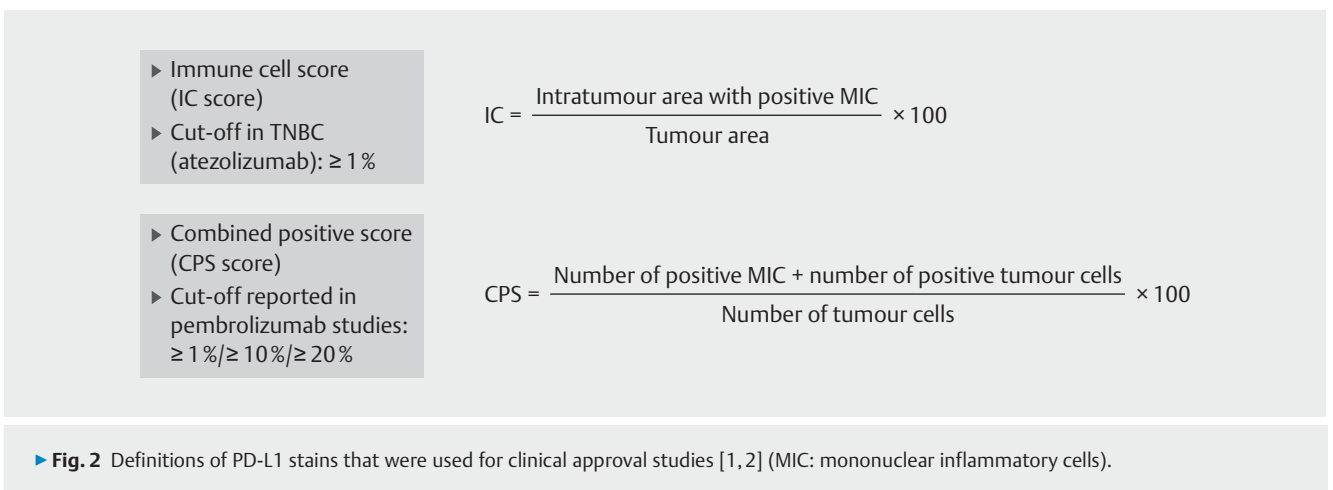 ▶ Immune cell score
(IC score)
▶ Cut-off in TNBC
(atezolizumab): ≥ 1 %
IC = Intratumour area with positive MIC × 100
Tumour area
▶ Combined positive score
(CPS score)
▶ Cut-off reported in
pembrolizumab studies:
≥ 1 %/≥ 10 %/≥ 20 %
CPS = Number of positive MIC + number of positive tumour cells × 100
Number of tumour cells
▶ Fig. 2 Definitions of PD-L1 stains that were used for clinical approval studies [1, 2] (MIC: mononuclear inflammatory cells).